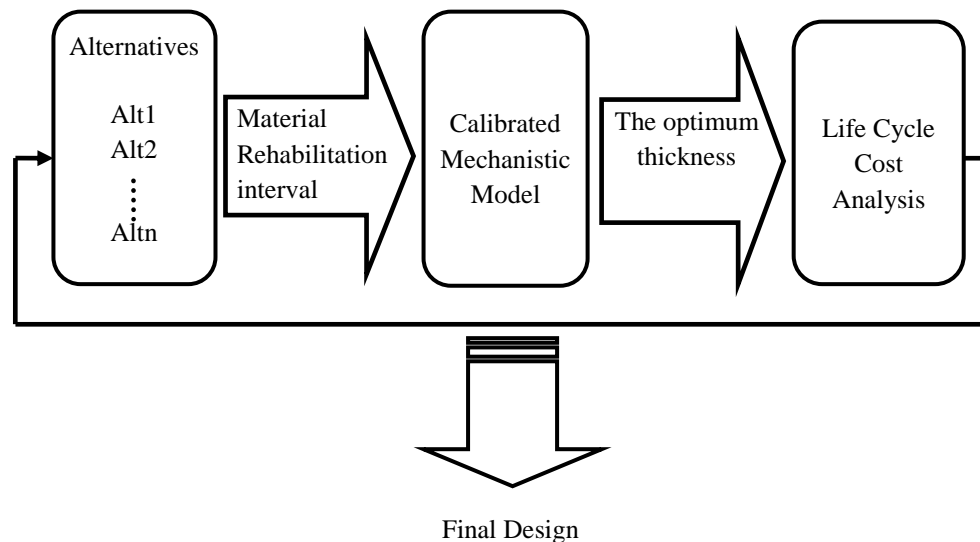 Alternatives
Alt1
Alt2
Altn
Material
Rehabilitation
interval
Calibrated
Mechanistic
Model
The optimum
thickness
Life Cycle
Cost
Analysis
Final Design